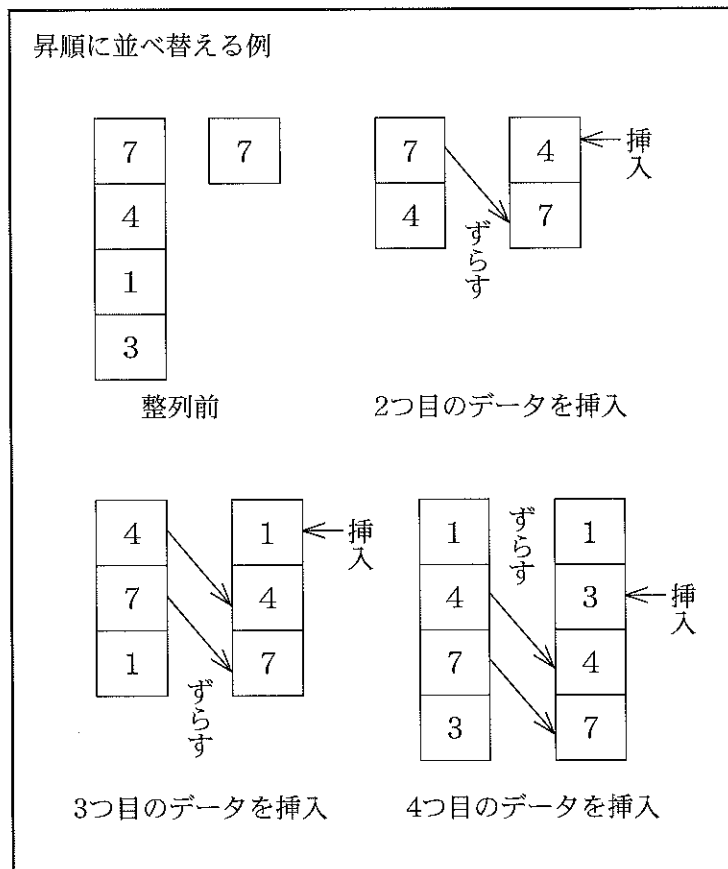 昇順に並べ替える例
7 7
4
1
3
整列前
7 4
4 7
挿入
ずらす
2つ目のデータを挿入
4 1
7 4
1 7
挿入
ずらす
3つ目のデータを挿入
1 1
4 3
7 4
3 7
ずらす
挿入
4つ目のデータを挿入